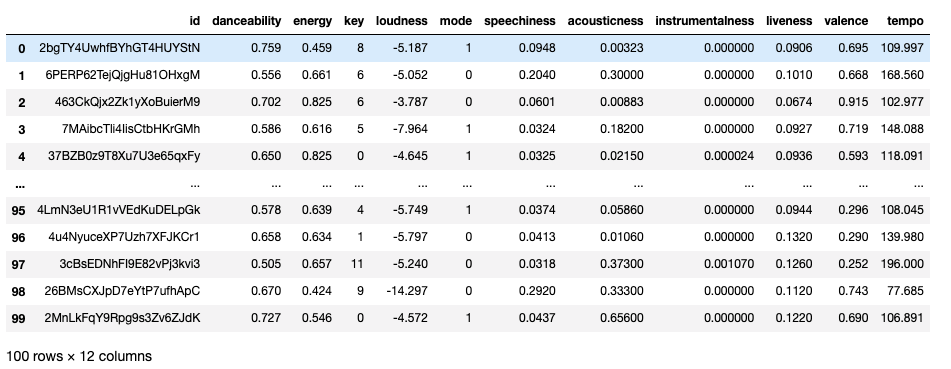 id danceability energy key loudness mode speechiness acousticness instrumentalness liveness valence tempo
0 2bgTY4UwhfBYhGT4HUYStN 0.759 0.459 8 -5.187 1 0.0948 0.00323 0.000000 0.0906 0.695 109.997
1 6PERP62TejQjgHu81OHxgM 0.556 0.661 6 -5.052 0 0.2040 0.30000 0.000000 0.1010 0.668 168.560
2 463CkQjx2Zk1yXoBuierM9 0.702 0.825 6 -3.787 0 0.0601 0.00883 0.000000 0.0674 0.915 102.977
3 7MAibcTli4IisCtbHKrGMh 0.586 0.616 5 -7.964 1 0.0324 0.18200 0.000000 0.0927 0.719 148.088
4 37BZB0z9T8Xu7U3e65qxFy 0.650 0.825 0 -4.645 1 0.0325 0.02150 0.000024 0.0936 0.593 118.091
... ... ... ... ... ... ... ... ... ... ... ... ...
95 4LmN3eU1R1vVEdKuDELpGk 0.578 0.639 4 -5.749 1 0.0374 0.05860 0.000000 0.0944 0.296 108.045
96 4u4NyuceXP7Uzh7XFJKCr1 0.658 0.634 1 -5.797 0 0.0413 0.01060 0.000000 0.1320 0.290 139.980
97 3cBsEDNhFI9E82vPj3kvi3 0.505 0.657 11 -5.240 0 0.0318 0.37300 0.001070 0.1260 0.252 196.000
98 26BMsCXJpD7eYtP7ufhApC 0.670 0.424 9 -14.297 0 0.2920 0.33300 0.000000 0.1120 0.743 77.685
99 2MnLkFqY9Rpg9s3Zv6ZJdK 0.727 0.546 0 -4.572 1 0.0437 0.65600 0.000000 0.1220 0.690 106.891
100 rows × 12 columns